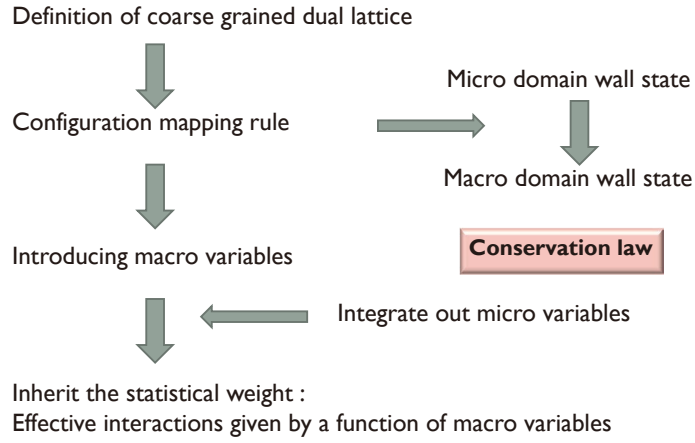 Definition of coarse grained dual lattice
Micro domain wall state
Configuration mapping rule
Macro domain wall state
Introducing macro variables
Conservation law
Integrate out micro variables
Inherit the statistical weight :
Effective interactions given by a function of macro variables